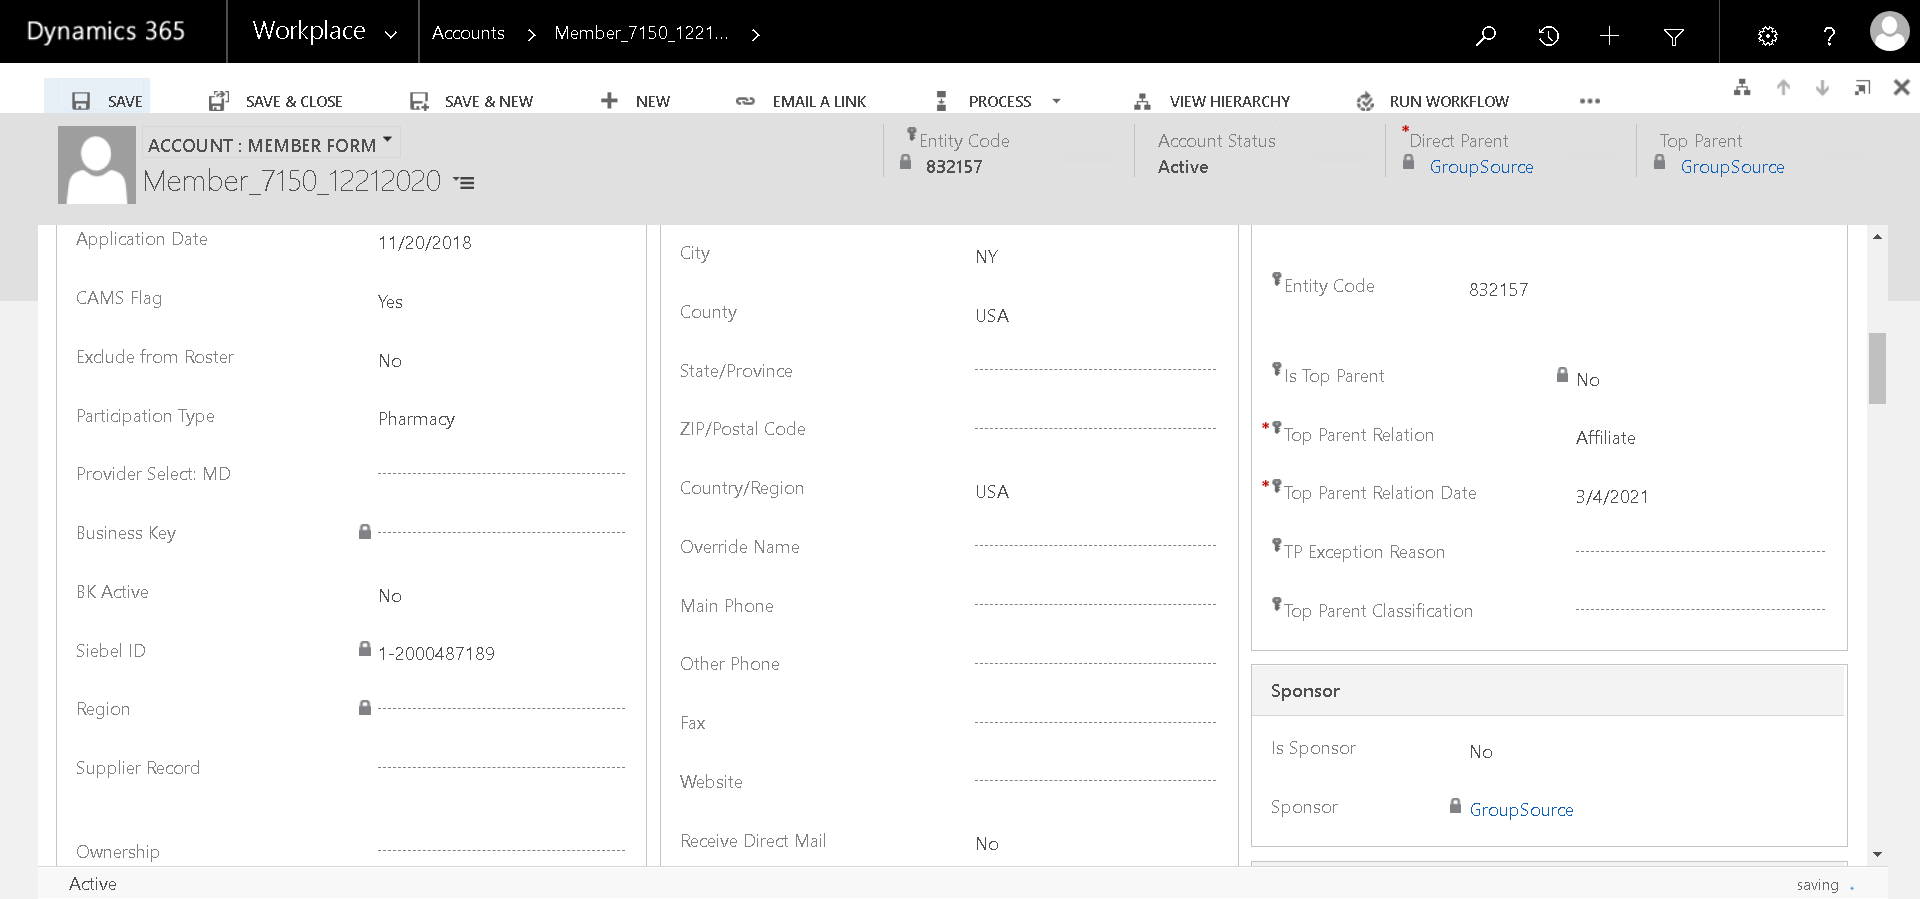 Dynamics 365 Workplace Accounts Member_7150_1221... ?
SAVE SAVE & CLOSE SAVE & NEW NEW EMAIL A LINK PROCESS VIEW HIERARCHY RUN WORKFLOW ...
ACCOUNT : MEMBER FORM
Member_7150_12212020
Entity Code
832157
Account Status
Active
*Direct Parent
GroupSource
Top Parent
GroupSource
Application Date 11/20/2018
CAMS Flag Yes
Exclude from Roster No
Participation Type Pharmacy
Provider Select: MD
Business Key
BK Active No
Siebel ID 1-2000487189
Region
Supplier Record
Ownership
City NY
County USA
State/Province
ZIP/Postal Code
Country/Region USA
Override Name
Main Phone
Other Phone
Fax
Website
Receive Direct Mail No
Entity Code 832157
Is Top Parent No
*Top Parent Relation Affiliate
*Top Parent Relation Date 3/4/2021
TP Exception Reason
Top Parent Classification
Sponsor
Is Sponsor No
Sponsor GroupSource
Active saving .